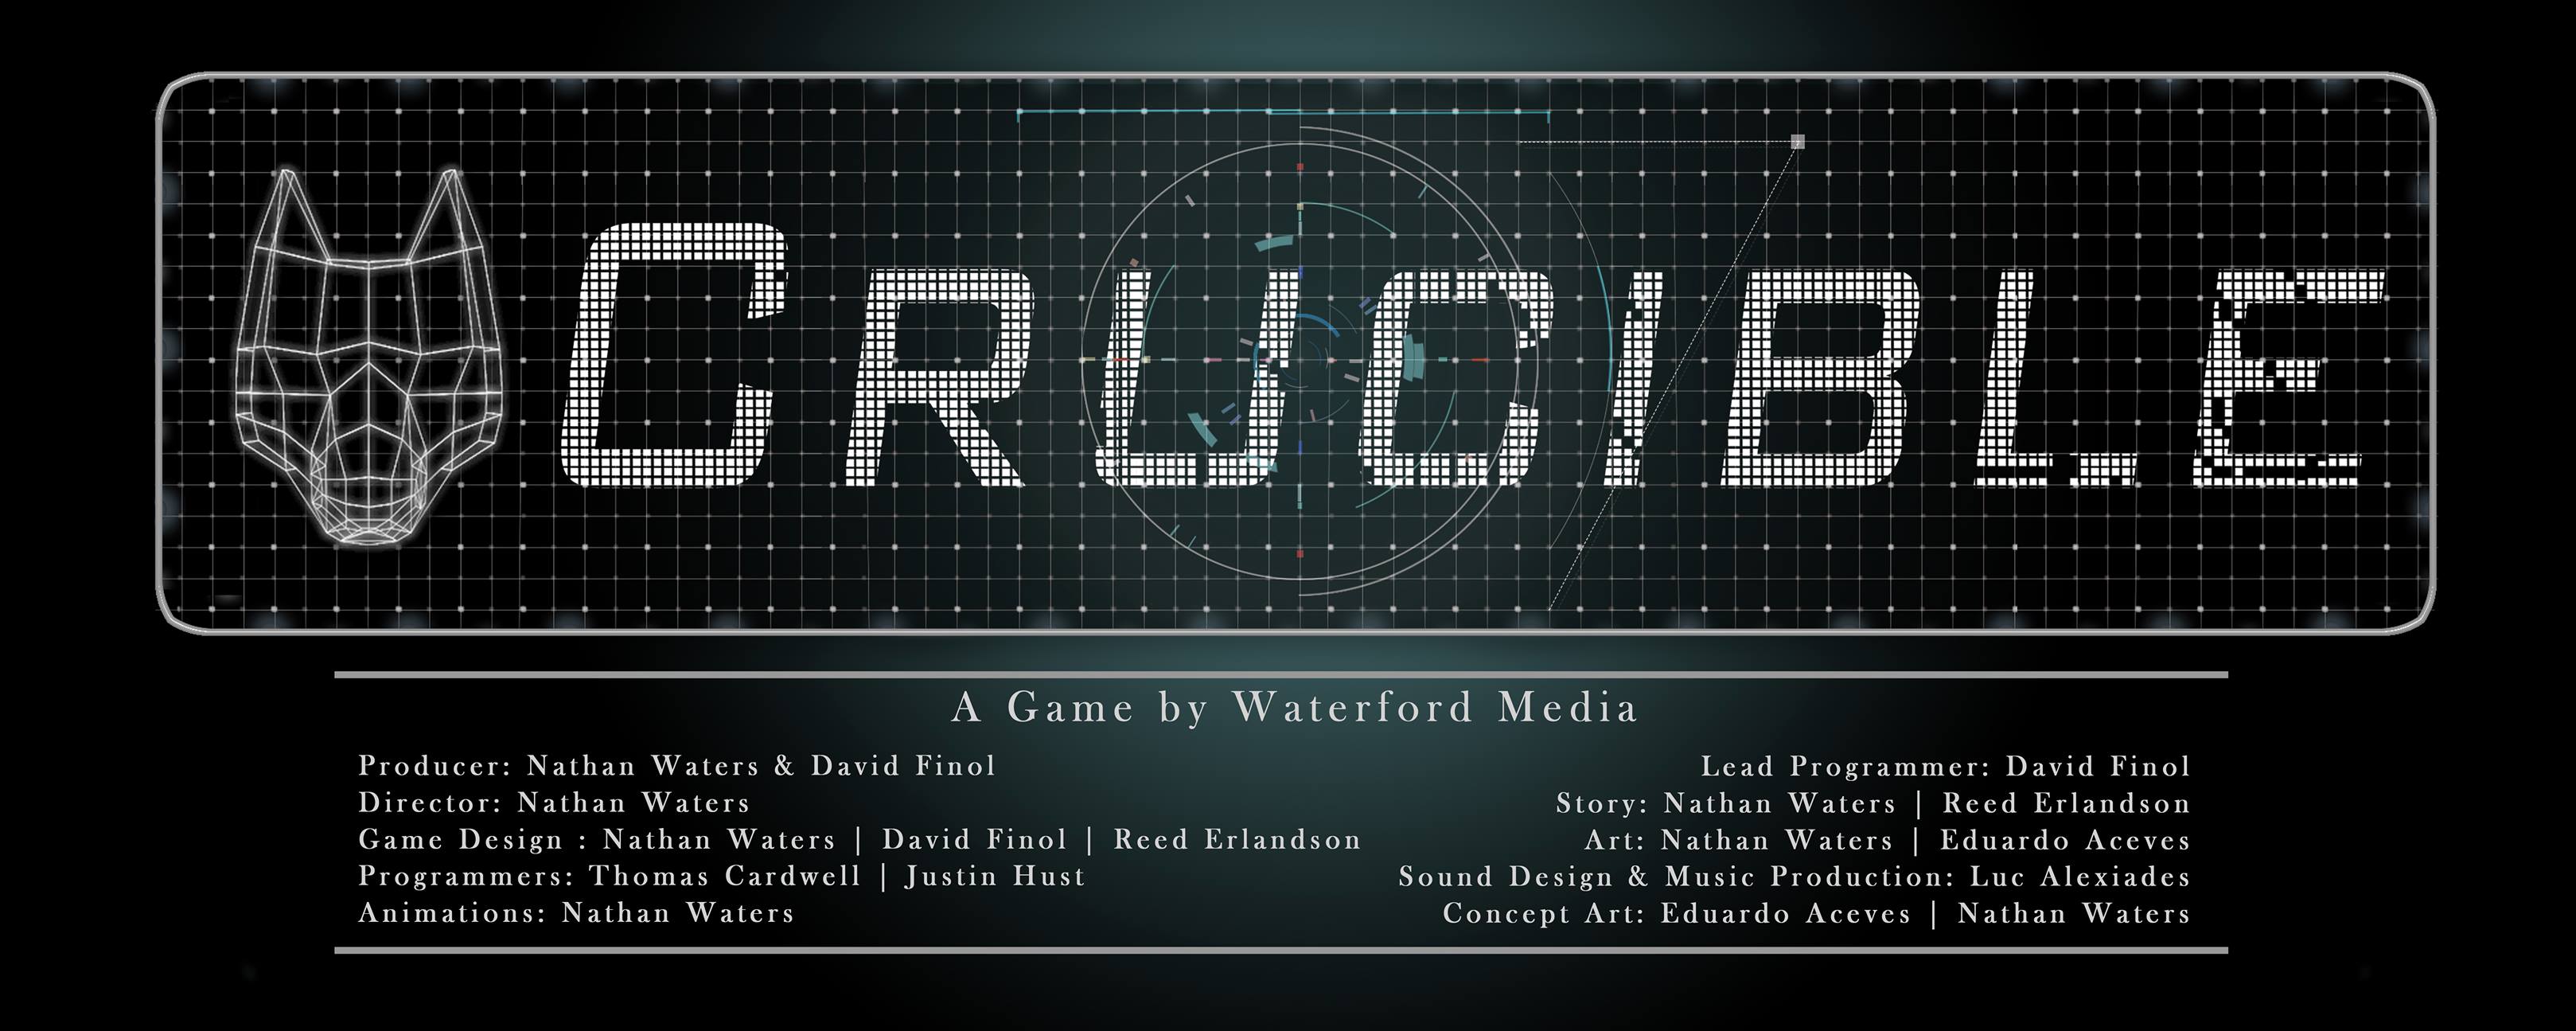 CRUCIBLE
A Game by Waterford Media
Producer: Nathan Waters & David Finol
Director: Nathan Waters
Game Design : Nathan Waters | David Finol | Reed Erlandson
Programmers: Thomas Cardwell | Justin Hust
Animations: Nathan Waters
Lead Programmer: David Finol
Story: Nathan Waters | Reed Erlandson
Art: Nathan Waters | Eduardo Aceves
Sound Design & Music Production: Luc Alexiades
Concept Art: Eduardo Aceves | Nathan Waters